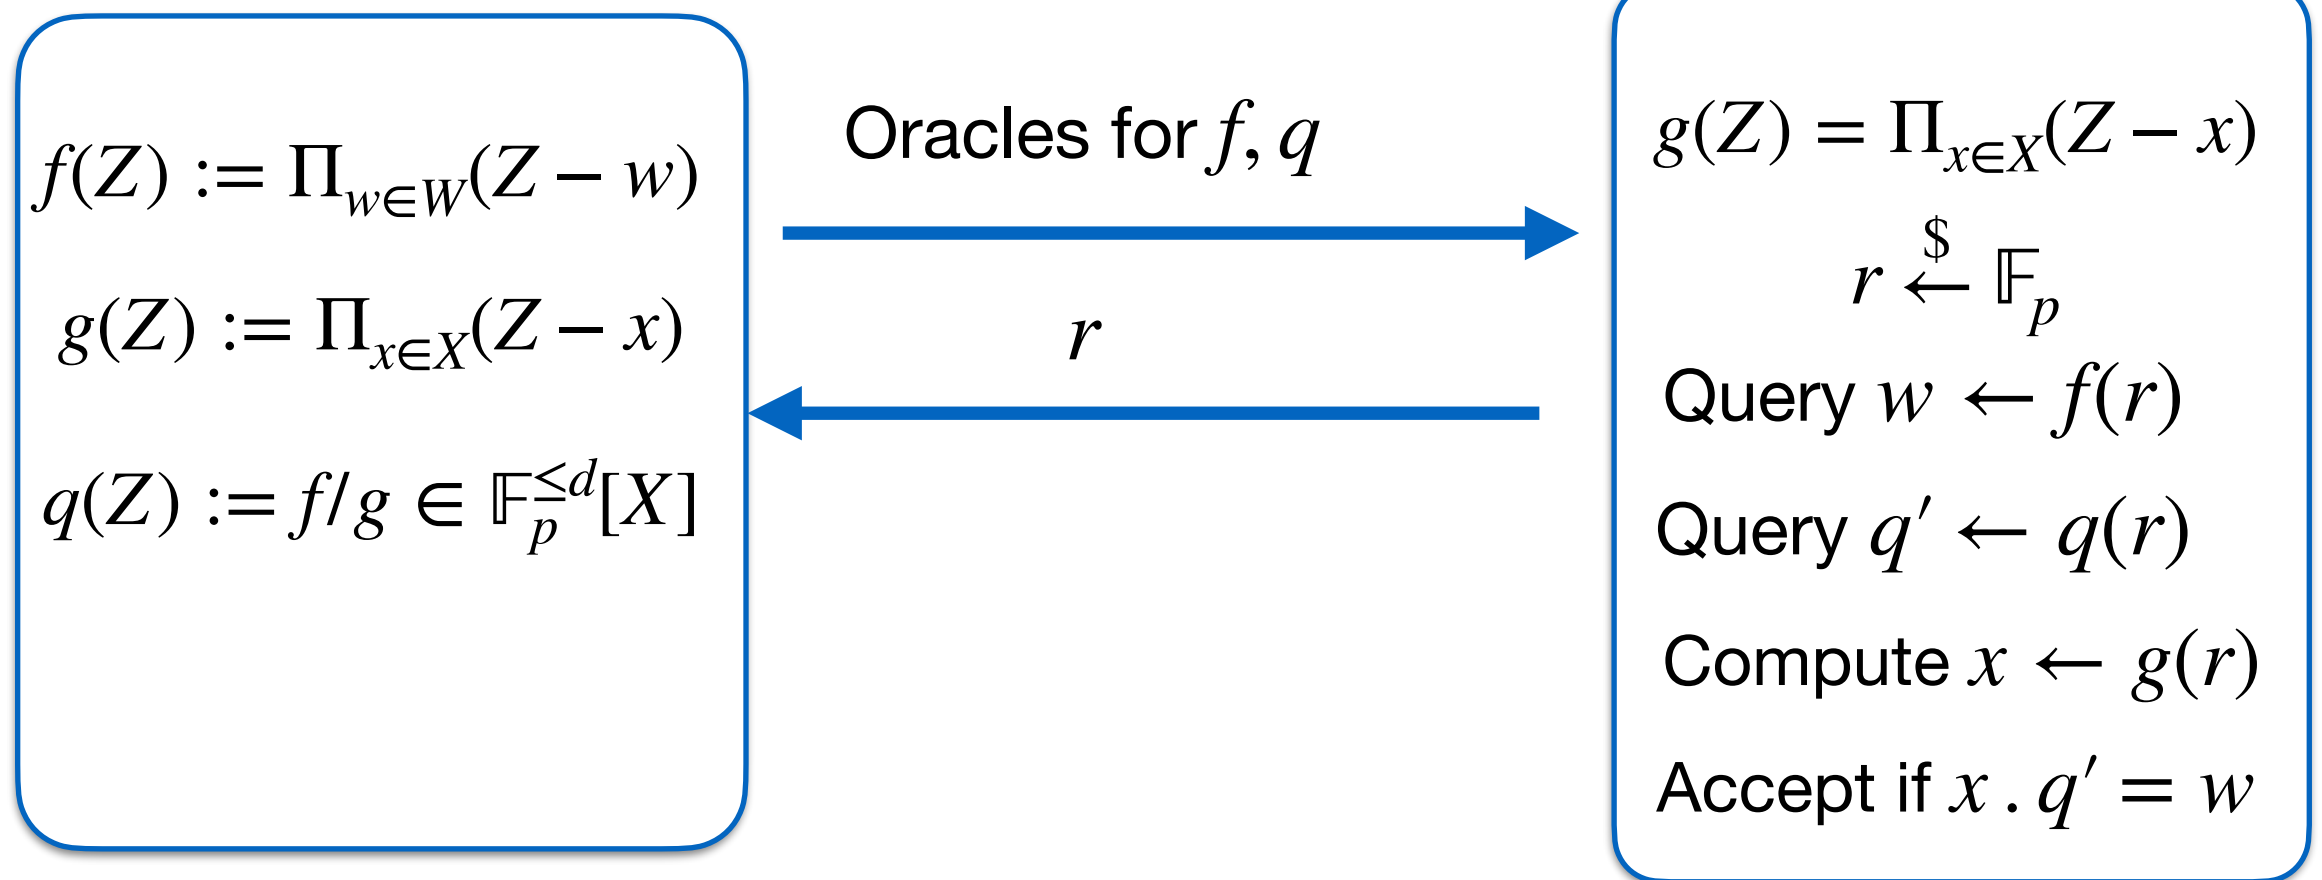 f(Z) := Π_{w∈W}(Z − w)
g(Z) := Π_{x∈X}(Z − x)
q(Z) := f/g ∈ 𝔽_p^{≤d}[X]
Oracles for f, q
r
g(Z) = Π_{x∈X}(Z − x)
r ←^{$} 𝔽_p
Query w ← f(r)
Query q′ ← q(r)
Compute x ← g(r)
Accept if x . q′ = w